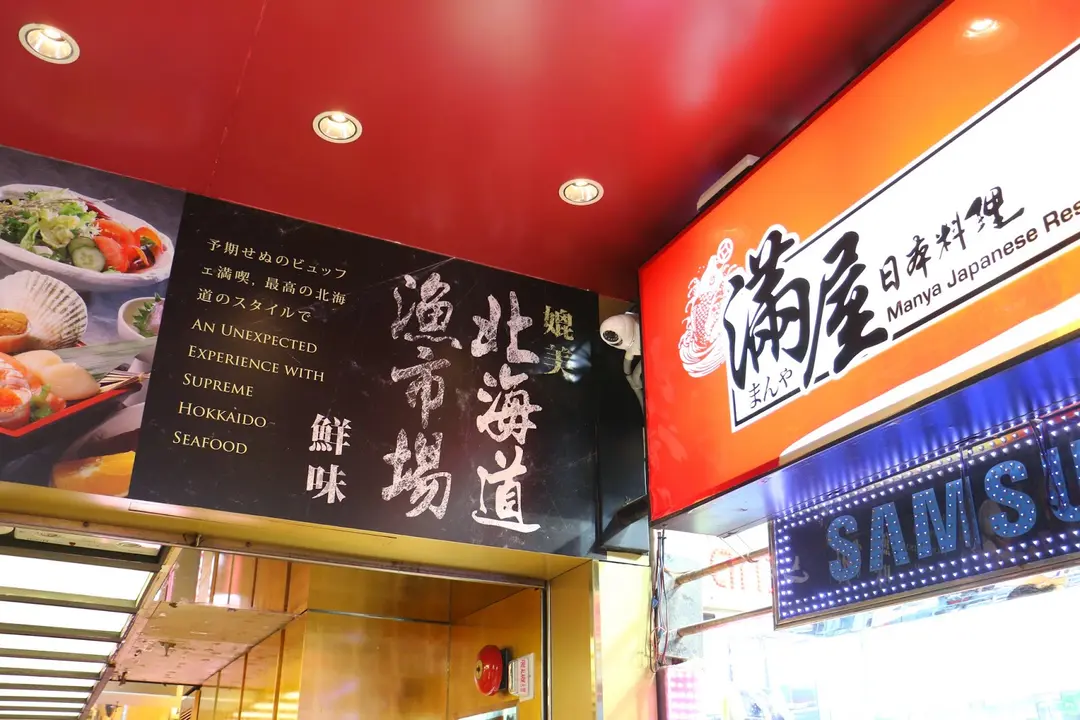 予期せぬのビュッフ
ェ満喫, 最高の北海
道のスタイルで
AN UNEXPECTED
EXPERIENCE WITH
SUPREME
HOKKAIDO
SEAFOOD
媲美
北海道
漁市場
鮮味
滿屋
まんや
日本料理
Manya Japanese Res
SAMSU